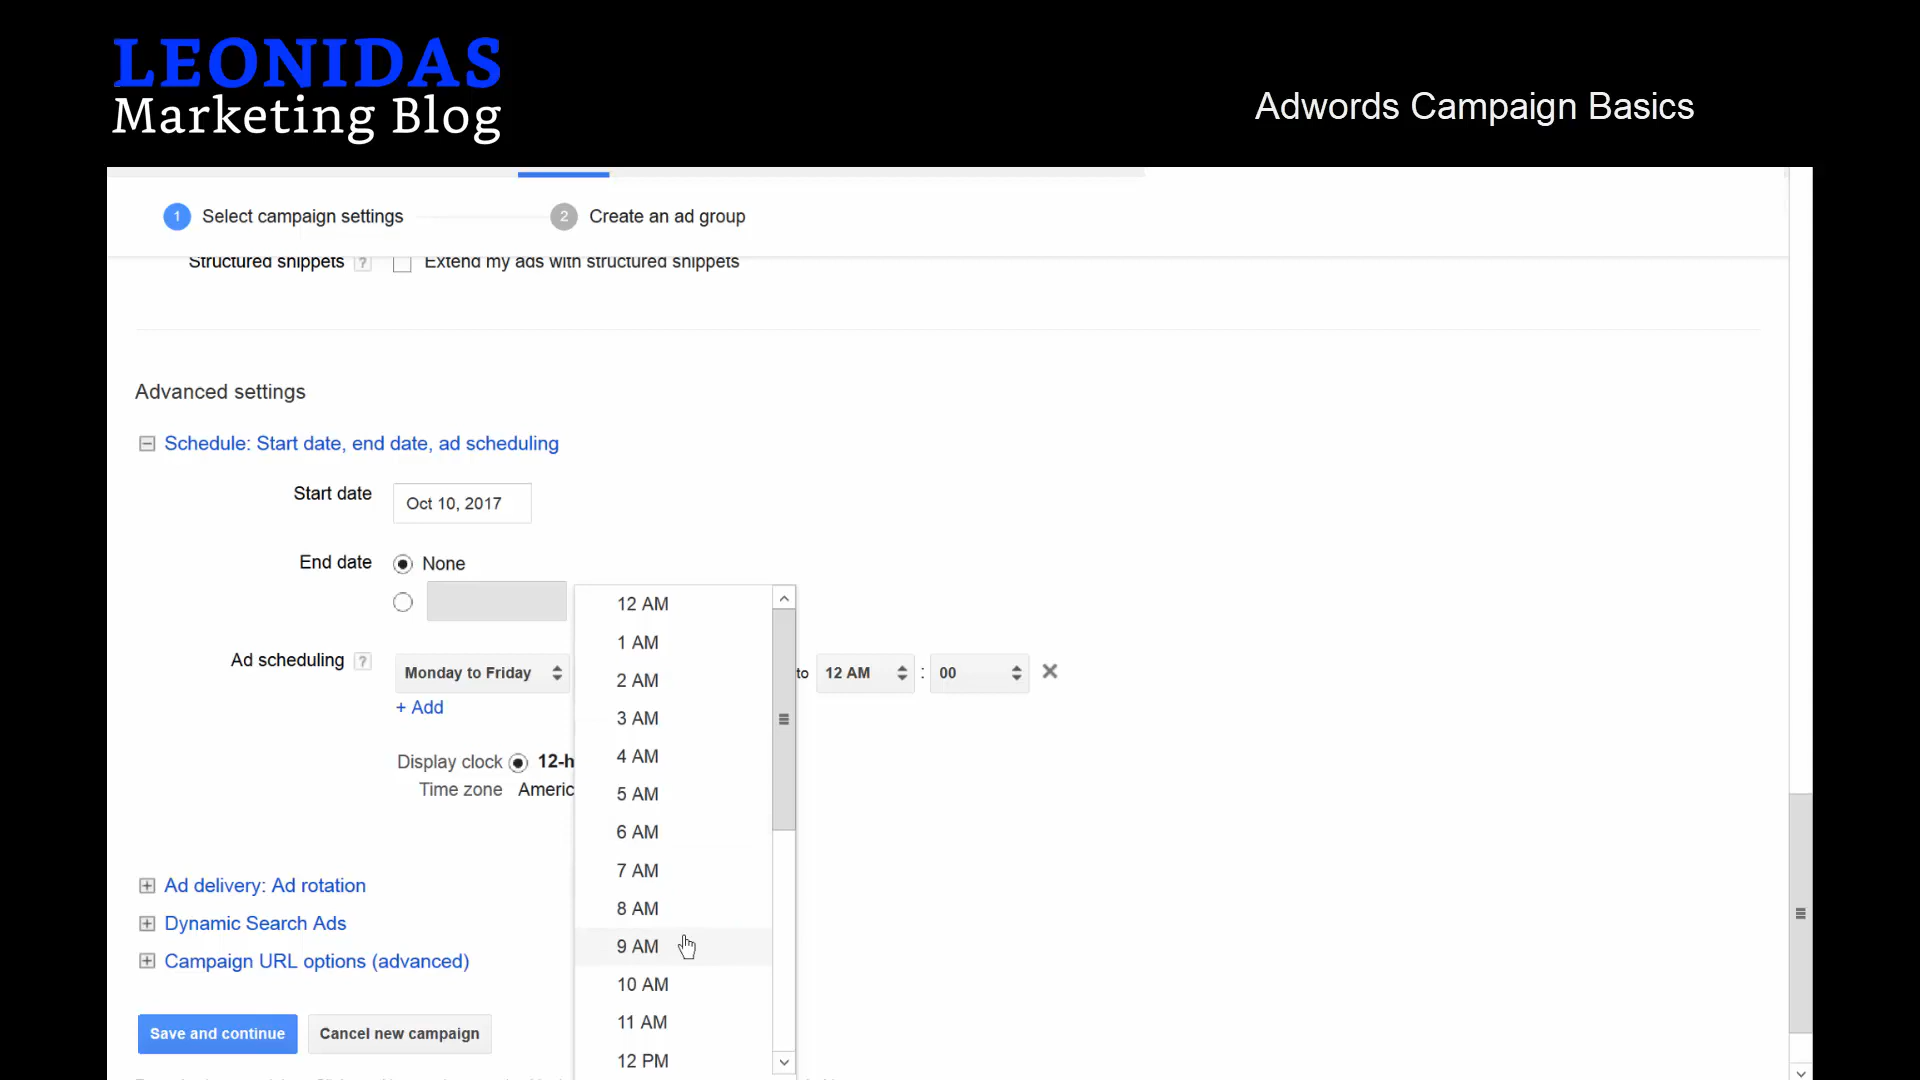 LEONIDAS
Marketing Blog
Adwords Campaign Basics
1 Select campaign settings
2 Create an ad group
Structured snippets ? Extend my ads with structured snippets
Advanced settings
Schedule: Start date, end date, ad scheduling
Start date Oct 10, 2017
End date None
12 AM
1 AM
Ad scheduling ? Monday to Friday to 12 AM : 00
2 AM
+ Add
3 AM
4 AM
Display clock 12-h
Time zone Americ
5 AM
6 AM
7 AM
Ad delivery: Ad rotation
8 AM
Dynamic Search Ads
9 AM
Campaign URL options (advanced)
10 AM
11 AM
Save and continue Cancel new campaign
12 PM